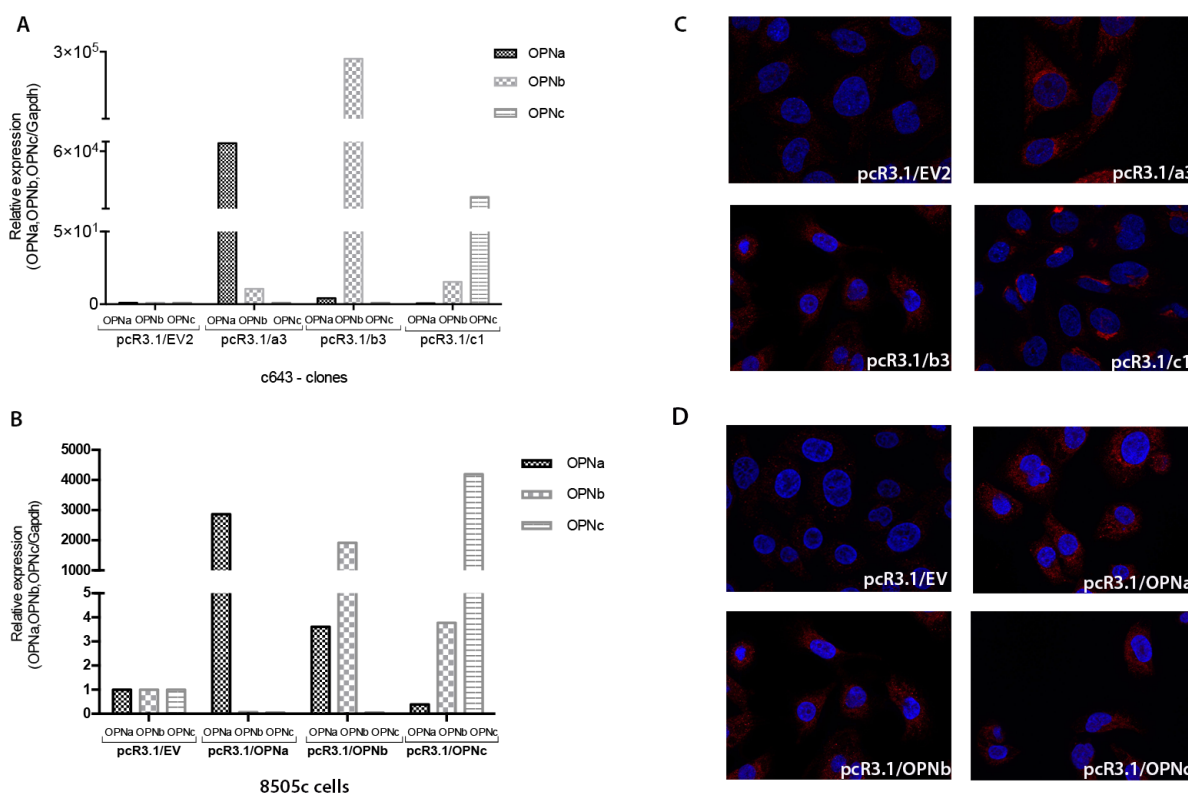 A
Relative expression
(OPNa,OPNb,OPNc/Gapdh)
3×10⁵
6×10⁴
5×10¹
0
OPNa
OPNb
OPNc
OPNa OPNb OPNc OPNa OPNb OPNc OPNa OPNb OPNc OPNa OPNb OPNc
pcR3.1/EV2 pcR3.1/a3 pcR3.1/b3 pcR3.1/c1
c643 - clones
B
Relative expression
(OPNa,OPNb,OPNc/Gapdh)
5000
4000
3000
2000
1000
5
4
3
2
1
0
OPNa
OPNb
OPNc
OPNa OPNb OPNc OPNa OPNb OPNc OPNa OPNb OPNc OPNa OPNb OPNc
pcR3.1/EV pcR3.1/OPNa pcR3.1/OPNb pcR3.1/OPNc
8505c cells
C
pcR3.1/EV2
pcR3.1/a3
pcR3.1/b3
pcR3.1/c1
D
pcR3.1/EV
pcR3.1/OPNa
pcR3.1/OPNb
pcR3.1/OPNc